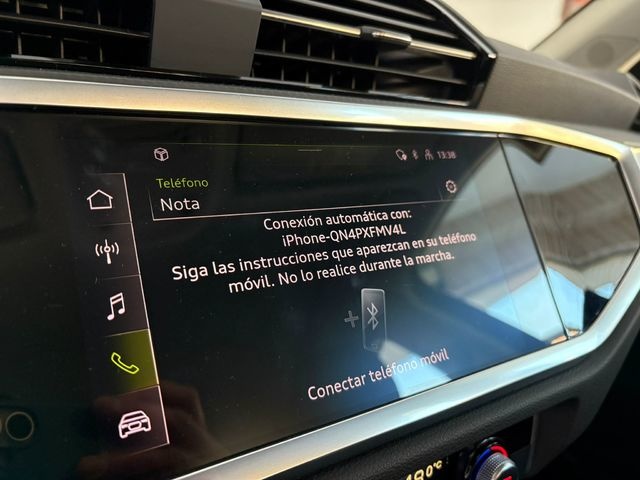 13:38
Teléfono
Nota
Conexión automática con:
iPhone-QN4PXFMV4L
Siga las instrucciones que aparezcan en su teléfono
móvil. No lo realice durante la marcha.
Conectar teléfono móvil